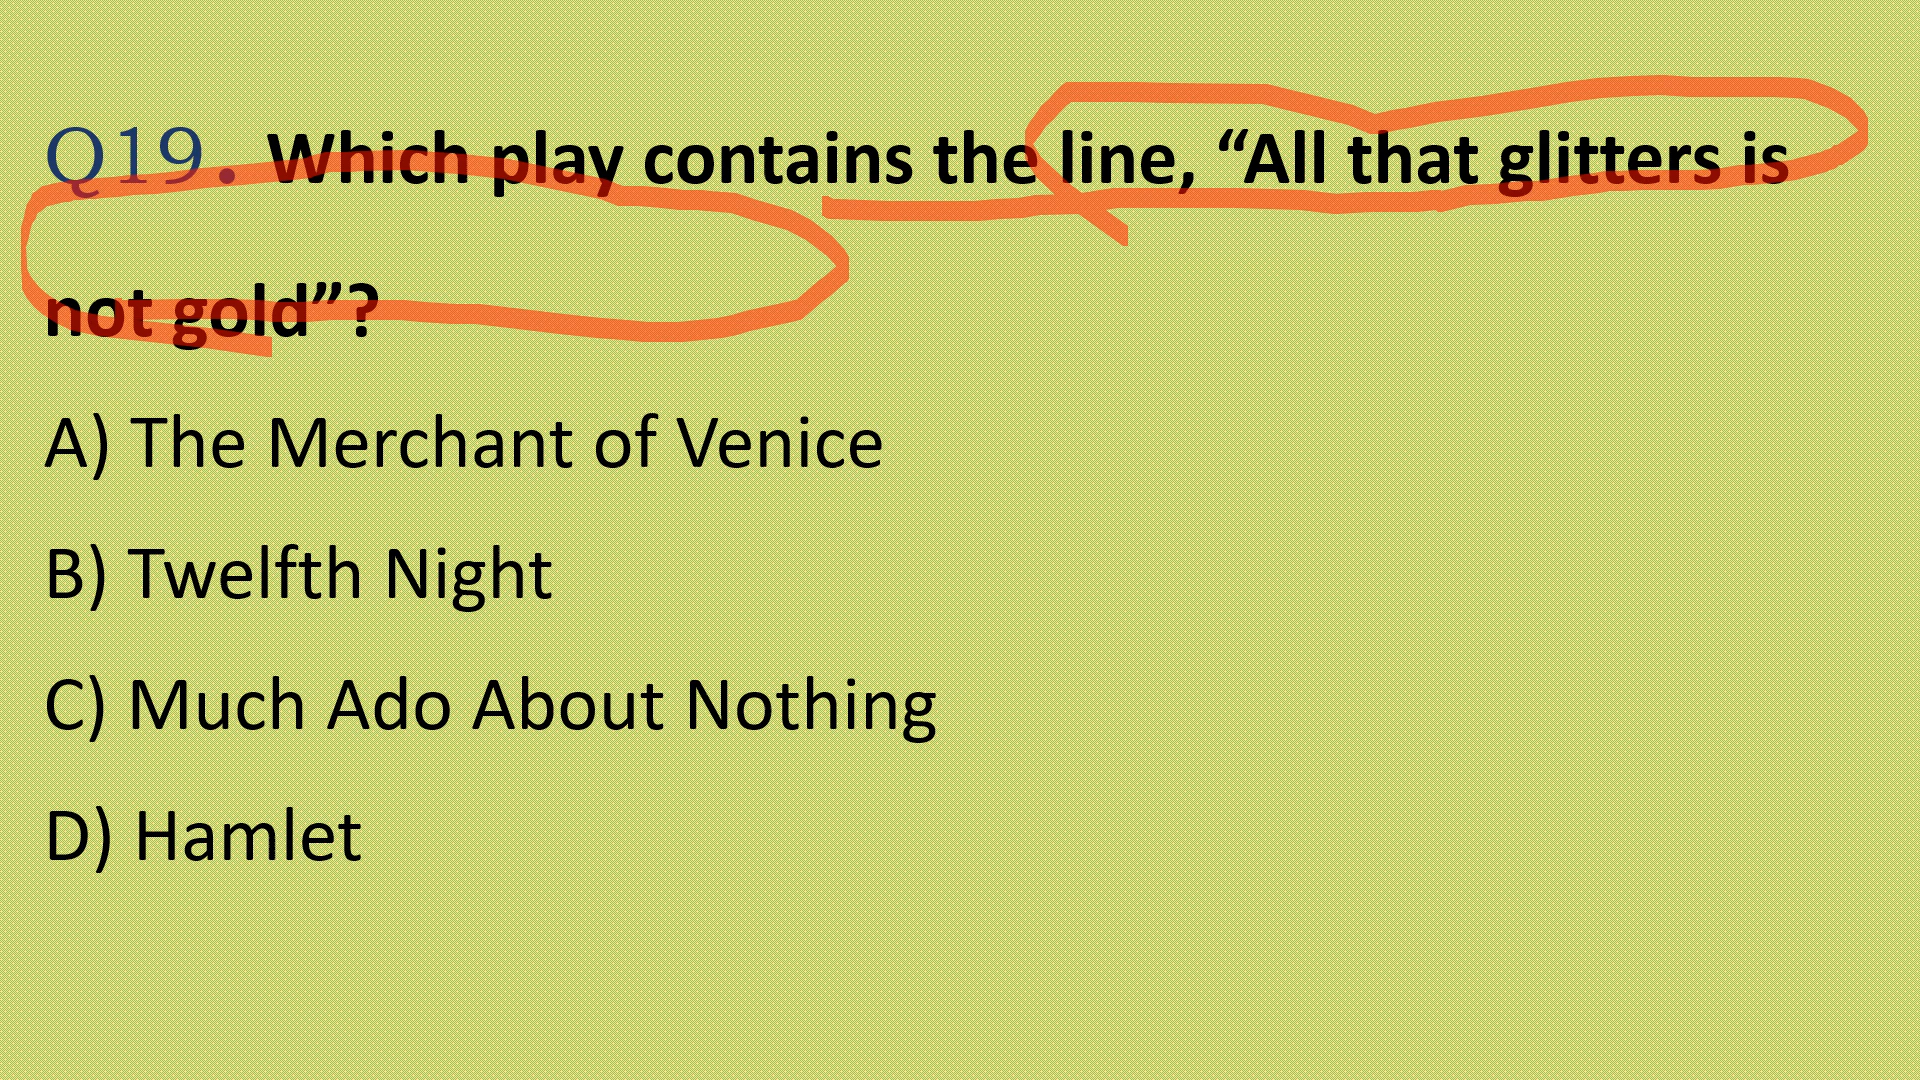 Q19. Which play contains the line, “All that glitters is
not gold”?
A) The Merchant of Venice
B) Twelfth Night
C) Much Ado About Nothing
D) Hamlet